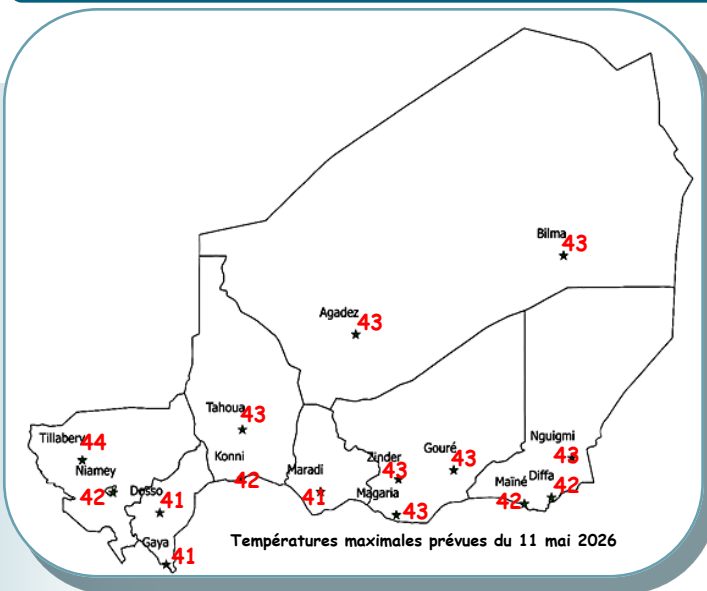 Bilma
43
Agadez
43
Tahoua
43
Tillabery
44
Niamey
42
Dosso
41
Gaya
41
Konni
42
Maradi
41
Zinder
43
Magaria
43
Gouré
43
Nguigmi
43
Maïné
42
Diffa
42
Températures maximales prévues du 11 mai 2026